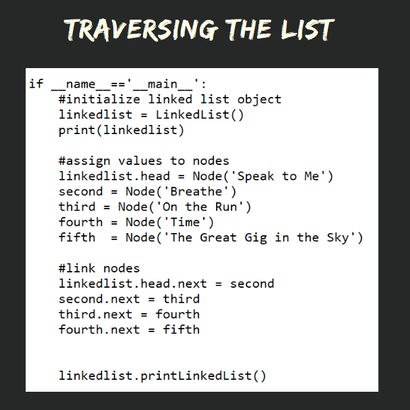 TRAVERSING THE LIST
if __name__=='__main__':
    #initialize linked list object
    linkedlist = LinkedList()
    print(linkedlist)
    #assign values to nodes
    linkedlist.head = Node('Speak to Me')
    second = Node('Breathe')
    third = Node('On the Run')
    fourth = Node('Time')
    fifth  = Node('The Great Gig in the Sky')
    #link nodes
    linkedlist.head.next = second
    second.next = third
    third.next = fourth
    fourth.next = fifth
    linkedlist.printLinkedList()